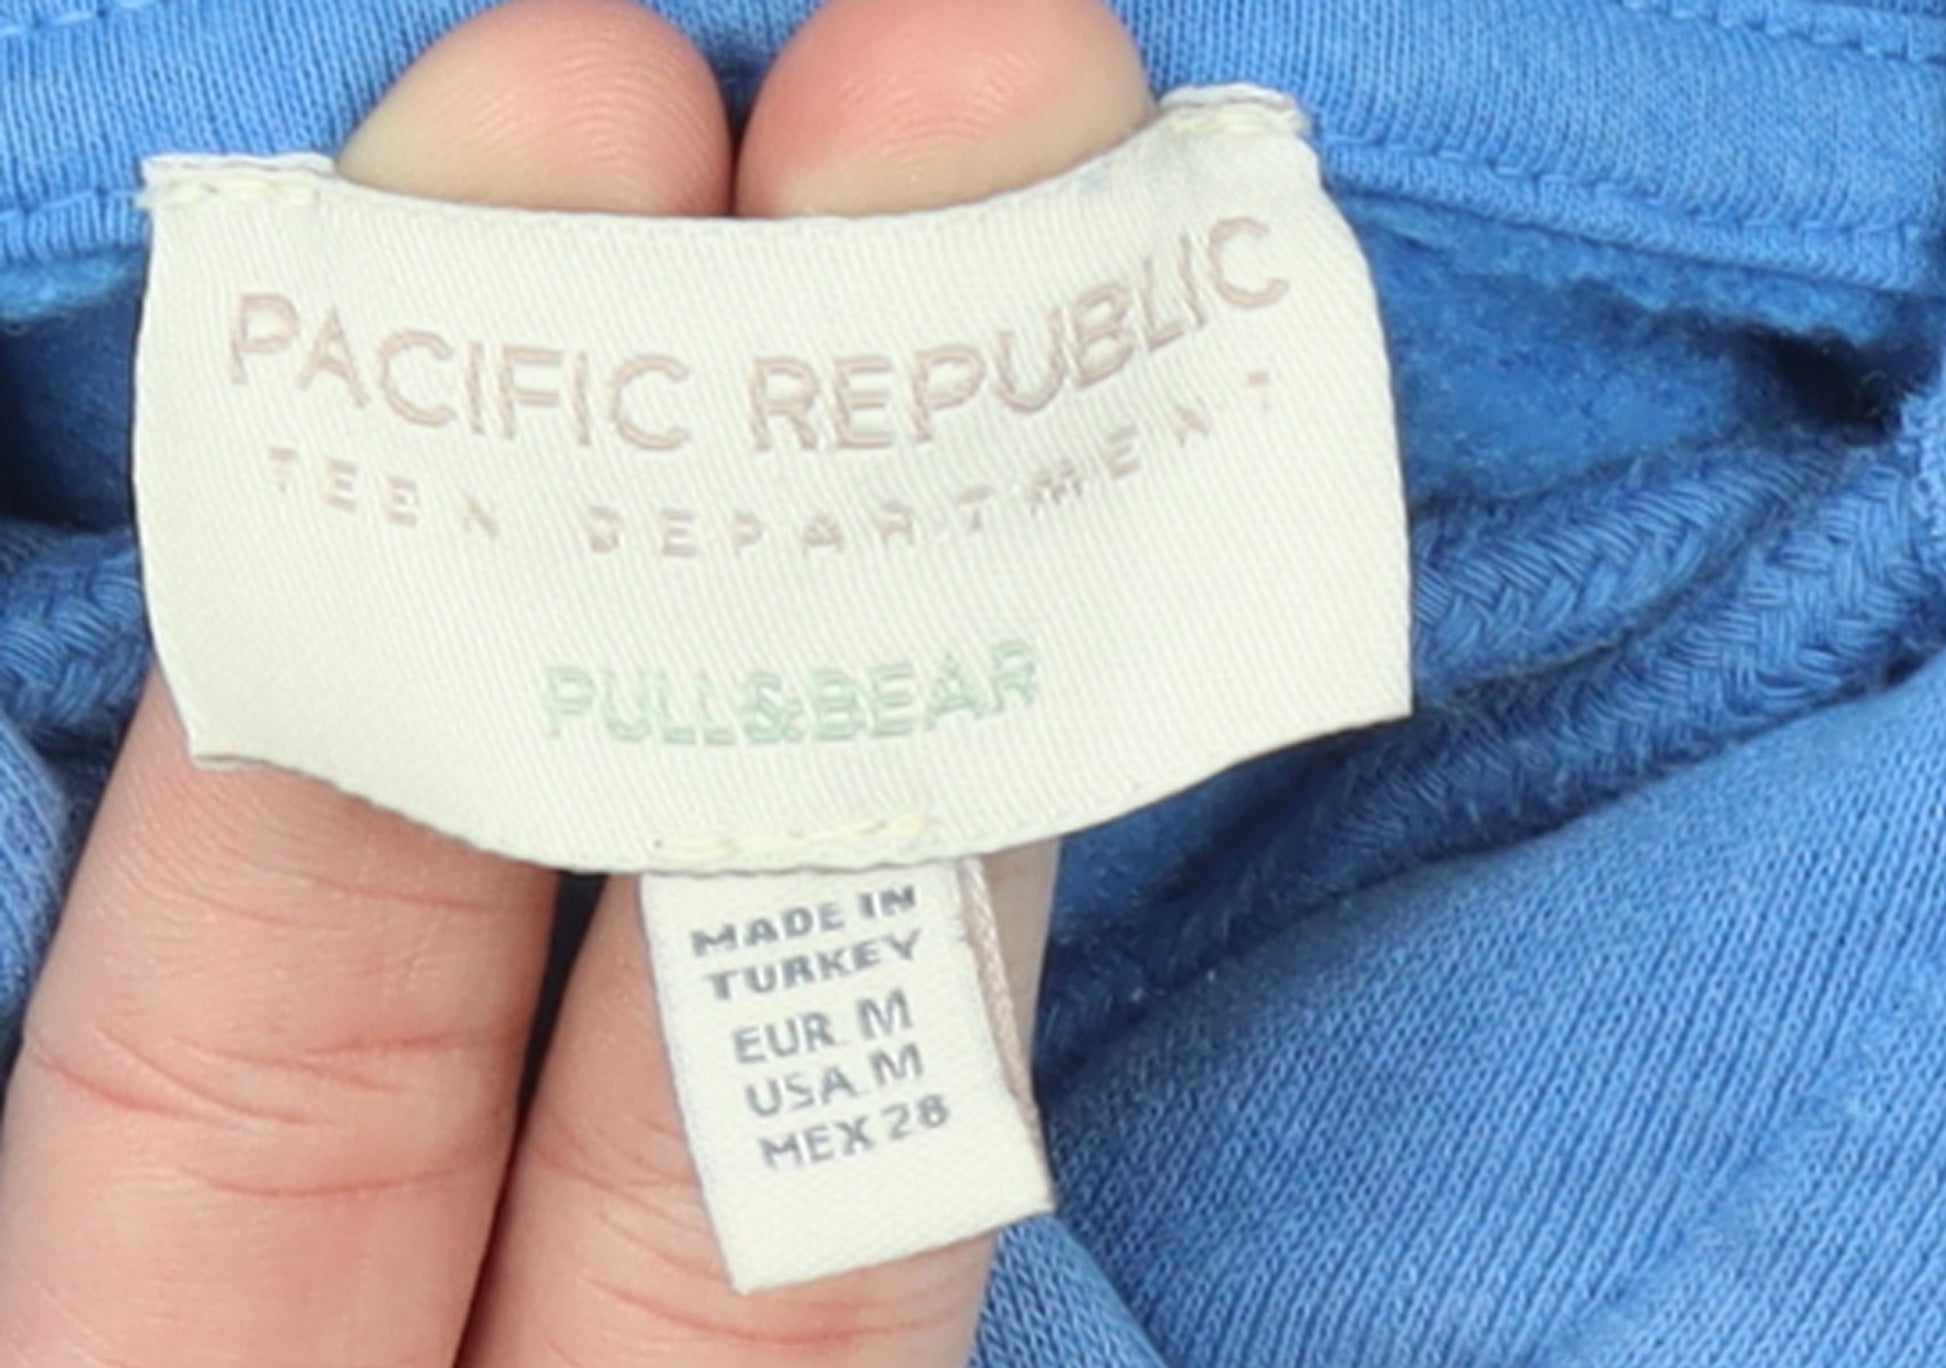 PACIFIC REPUBLIC
TEEN DEPARTMENT
PULL&BEAR
MADE IN
TURKEY
EUR M
USA M
MEX 28